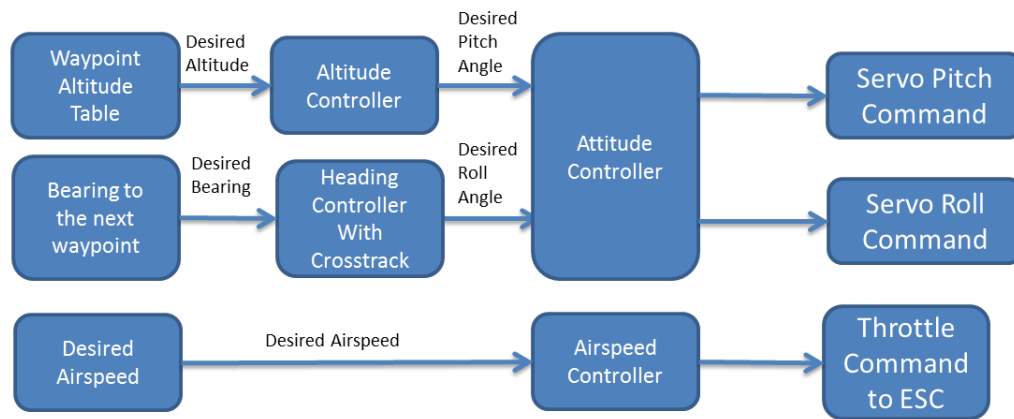 Waypoint
Altitude
Table
Desired
Altitude
Altitude
Controller
Desired
Pitch
Angle
Attitude
Controller
Servo Pitch
Command
Bearing to
the next
waypoint
Desired
Bearing
Heading
Controller
With
Crosstrack
Desired
Roll
Angle
Servo Roll
Command
Desired
Airspeed
Desired Airspeed
Airspeed
Controller
Throttle
Command
to ESC